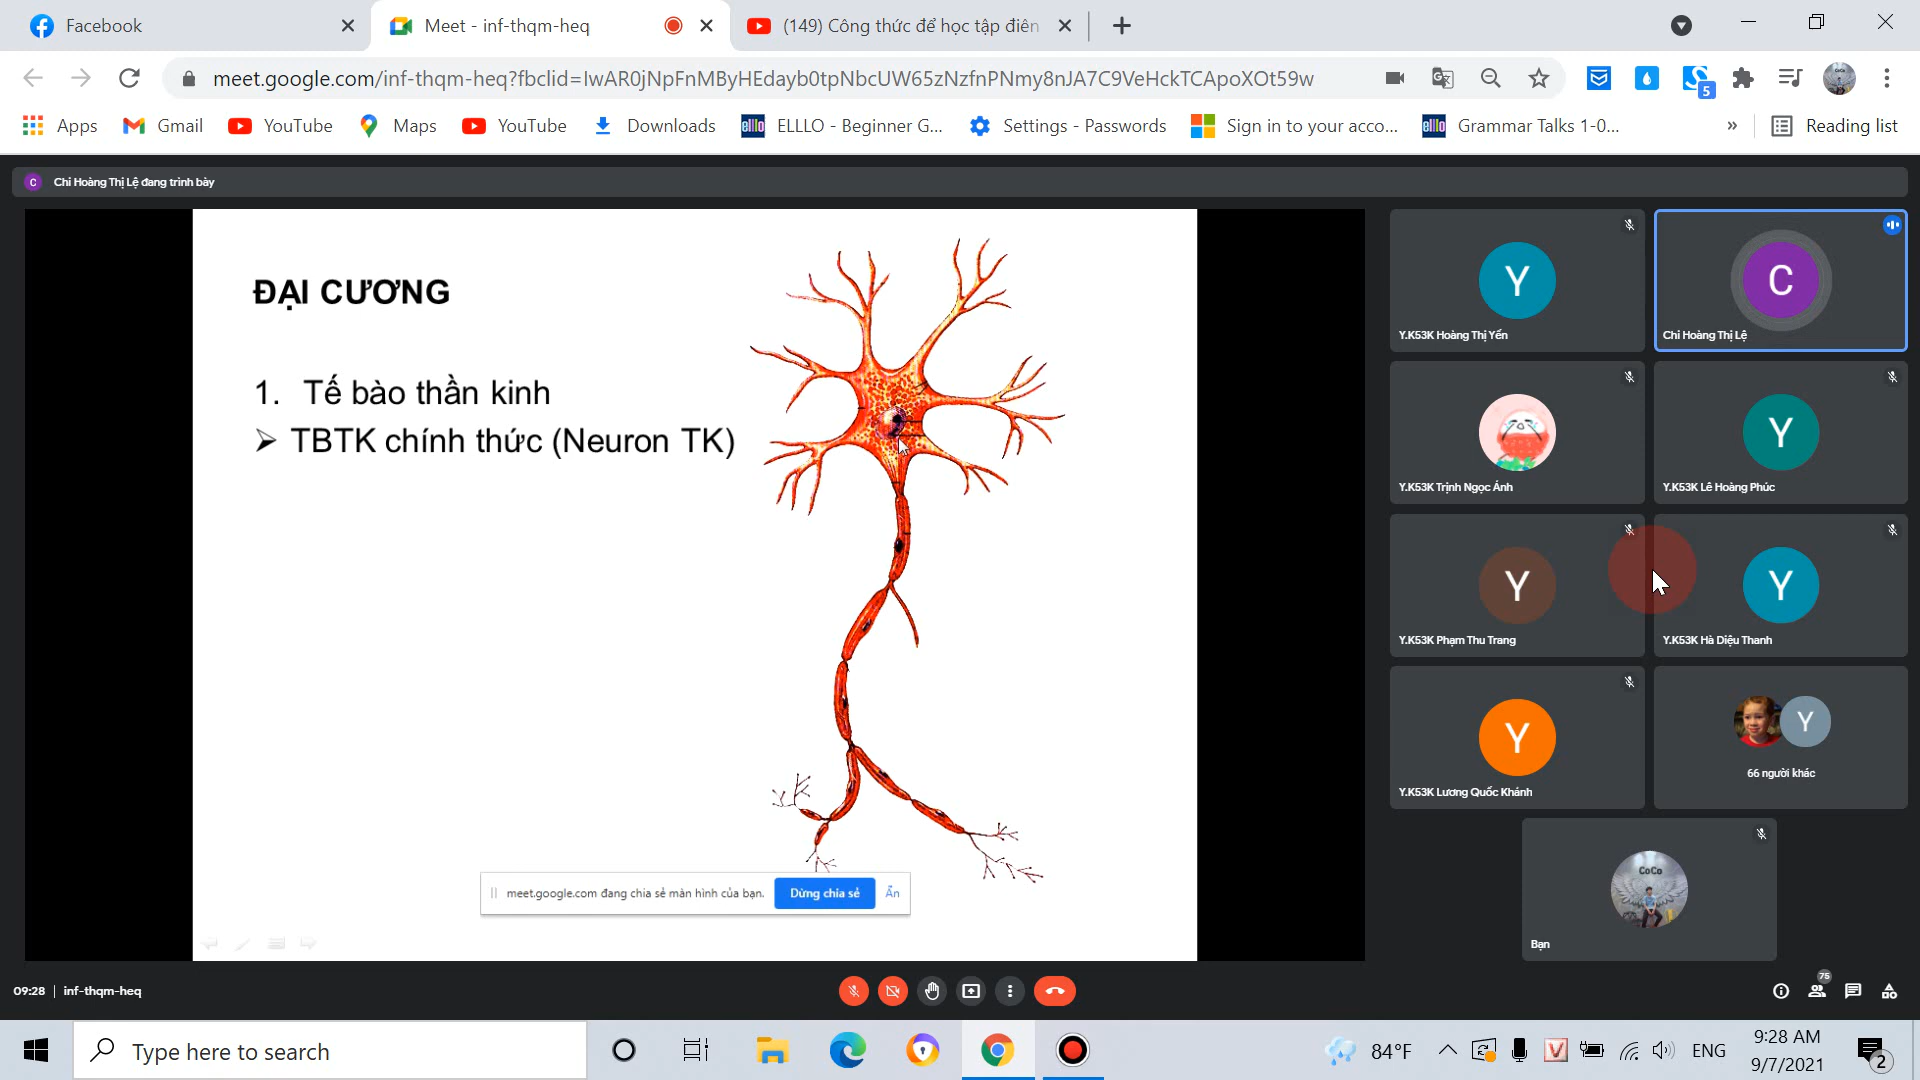 Facebook
Meet - inf-thqm-heq
(149) Công thức để học tập điên
meet.google.com/inf-thqm-heq?fbclid=IwAR0jNpFnMByHEdayb0tpNbcUW65zNzfnPNmy8nJA7C9VeHckTCApoXOt59w
5
Apps
Gmail
YouTube
Maps
YouTube
Downloads
elllo
ELLLO - Beginner G...
Settings - Passwords
Sign in to your acco...
elllo
Grammar Talks 1-0...
»
Reading list
C
Chi Hoàng Thị Lệ đang trình bày
ĐẠI CƯƠNG
1. Tế bào thần kinh
➢ TBTK chính thức (Neuron TK)
meet.google.com đang chia sẻ màn hình của bạn.
Dừng chia sẻ
Ẩn
Y
Y.K53K Hoàng Thị Yến
C
Chi Hoàng Thị Lệ
Y.K53K Trịnh Ngọc Ánh
Y
Y.K53K Lê Hoàng Phúc
Y
Y.K53K Phạm Thu Trang
Y
Y.K53K Hà Diệu Thanh
Y
Y.K53K Lương Quốc Khánh
Y
66 người khác
CoCo
Bạn
09:28 | inf-thqm-heq
75
Type here to search
84°F
V
ENG
9:28 AM
9/7/2021
2